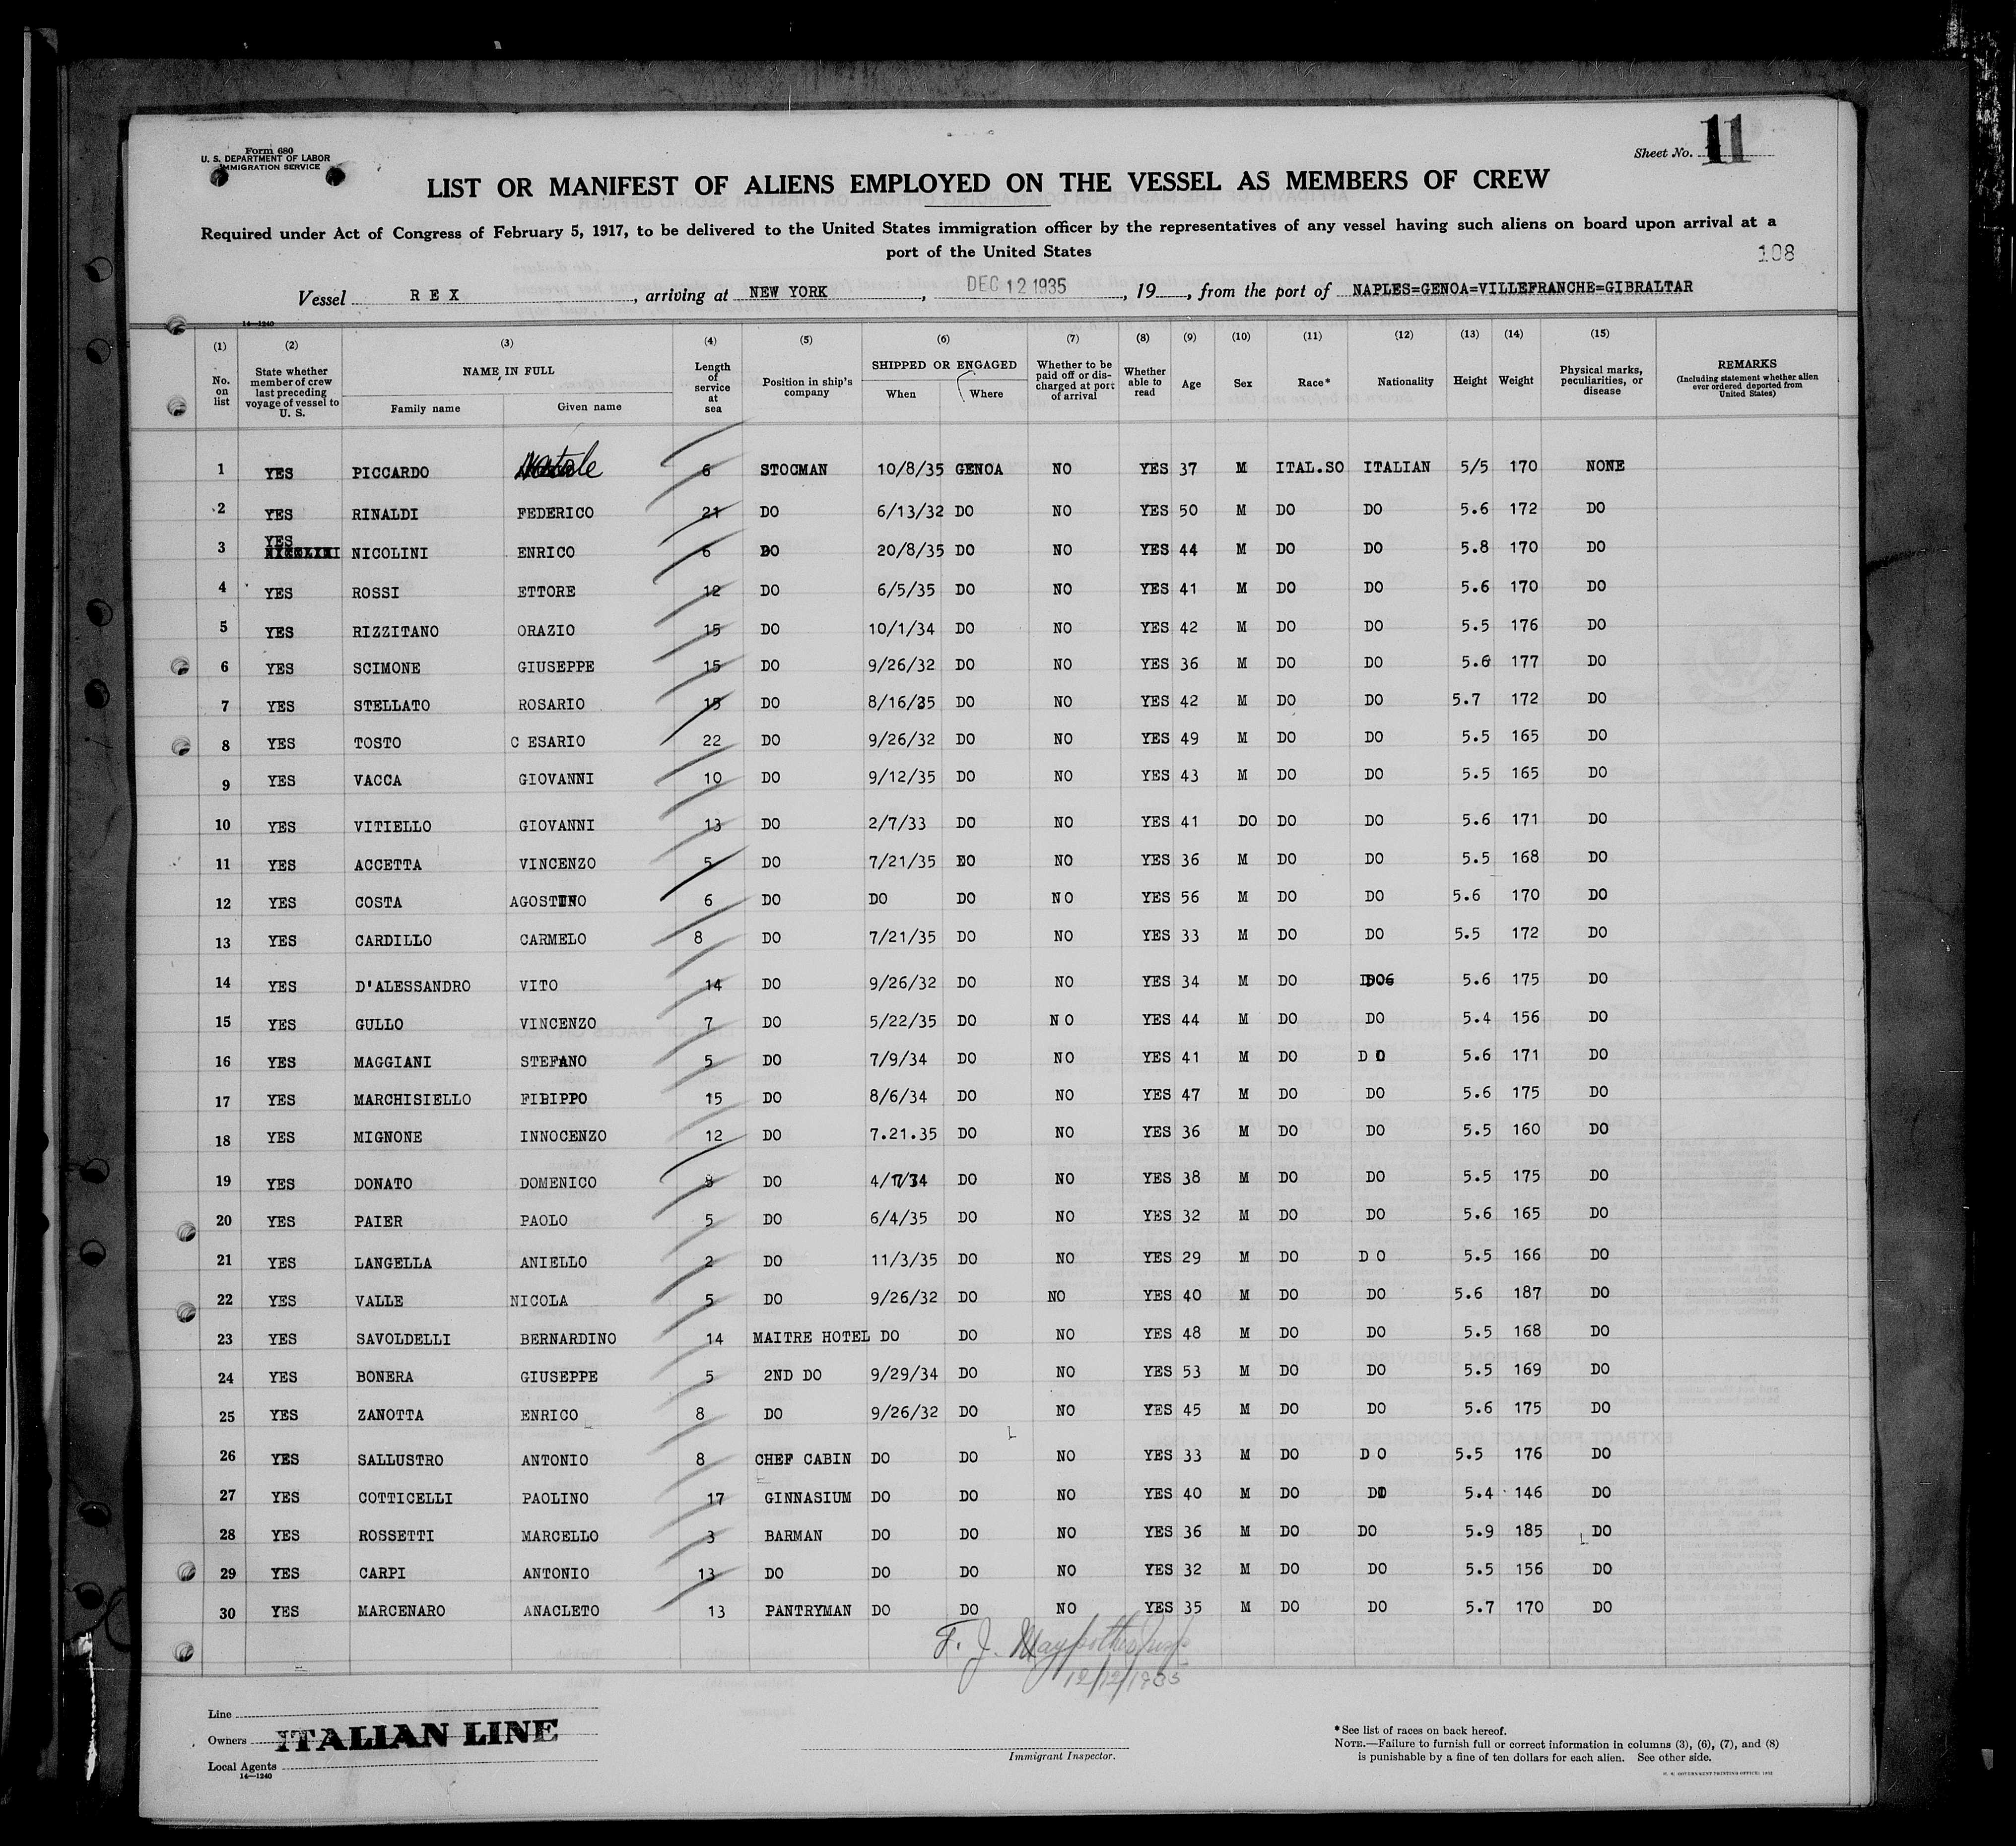 Form 680
U. S. DEPARTMENT OF LABOR
IMMIGRATION SERVICE
Sheet No. 11
LIST OR MANIFEST OF ALIENS EMPLOYED ON THE VESSEL AS MEMBERS OF CREW
Required under Act of Congress of February 5, 1917, to be delivered to the United States immigration officer by the representatives of any vessel having such aliens on board upon arrival at a
port of the United States
108
Vessel REX, arriving at NEW YORK, DEC 12 1935, 19, from the port of NAPLES=GENOA=VILLEFRANCHE=GIBRALTAR
14—1240
(1) (2) (3) (4) (5) (6) (7) (8) (9) (10) (11) (12) (13) (14) (15)
No. on list | State whether member of crew last preceding voyage of vessel to U. S. | NAME IN FULL | Family name | Given name | Length of service at sea | Position in ship's company | SHIPPED OR ENGAGED | When | Where | Whether to be paid off or discharged at port of arrival | Whether able to read | Age | Sex | Race* | Nationality | Height | Weight | Physical marks, peculiarities, or disease | REMARKS (Including statement whether alien ever ordered deported from United States)
1 YES PICCARDO Natale 6 STOCMAN 10/8/35 GENOA NO YES 37 M ITAL.SO ITALIAN 5/5 170 NONE
2 YES RINALDI FEDERICO 21 DO 6/13/32 DO NO YES 50 M DO DO 5.6 172 DO
3 YES NICOLINI ENRICO 6 DO 20/8/35 DO NO YES 44 M DO DO 5.8 170 DO
4 YES ROSSI ETTORE 12 DO 6/5/35 DO NO YES 41 M DO DO 5.6 170 DO
5 YES RIZZITANO ORAZIO 15 DO 10/1/34 DO NO YES 42 M DO DO 5.5 176 DO
6 YES SCIMONE GIUSEPPE 15 DO 9/26/32 DO NO YES 36 M DO DO 5.6 177 DO
7 YES STELLATO ROSARIO 15 DO 8/16/35 DO NO YES 42 M DO DO 5.7 172 DO
8 YES TOSTO C ESARIO 22 DO 9/26/32 DO NO YES 49 M DO DO 5.5 165 DO
9 YES VACCA GIOVANNI 10 DO 9/12/35 DO NO YES 43 M DO DO 5.5 165 DO
10 YES VITIELLO GIOVANNI 13 DO 2/7/33 DO NO YES 41 DO DO DO 5.6 171 DO
11 YES ACCETTA VINCENZO 5 DO 7/21/35 DO NO YES 36 M DO DO 5.5 168 DO
12 YES COSTA AGOSTINO 6 DO DO DO NO YES 56 M DO DO 5.6 170 DO
13 YES CARDILLO CARMELO 8 DO 7/21/35 DO NO YES 33 M DO DO 5.5 172 DO
14 YES D'ALESSANDRO VITO 14 DO 9/26/32 DO NO YES 34 M DO DO 5.6 175 DO
15 YES GULLO VINCENZO 7 DO 5/22/35 DO N O YES 44 M DO DO 5.4 156 DO
16 YES MAGGIANI STEFANO 5 DO 7/9/34 DO NO YES 41 M DO D O 5.6 171 DO
17 YES MARCHISIELLO FIBIPPO 15 DO 8/6/34 DO NO YES 47 M DO DO 5.6 175 DO
18 YES MIGNONE INNOCENZO 12 DO 7.21.35 DO NO YES 36 M DO DO 5.5 160 DO
19 YES DONATO DOMENICO 8 DO 4/7/34 DO NO YES 38 M DO DO 5.5 175 DO
20 YES PAIER PAOLO 5 DO 6/4/35 DO NO YES 32 M DO DO 5.6 165 DO
21 YES LANGELLA ANIELLO 2 DO 11/3/35 DO NO YES 29 M DO D O 5.5 166 DO
22 YES VALLE NICOLA 5 DO 9/26/32 DO NO YES 40 M DO DO 5.6 187 DO
23 YES SAVOLDELLI BERNARDINO 14 MAITRE HOTEL DO DO NO YES 48 M DO DO 5.5 168 DO
24 YES BONERA GIUSEPPE 5 2ND DO 9/29/34 DO NO YES 53 M DO DO 5.5 169 DO
25 YES ZANOTTA ENRICO 8 DO 9/26/32 DO NO YES 45 M DO DO 5.6 175 DO
26 YES SALLUSTRO ANTONIO 8 CHEF CABIN DO DO NO YES 33 M DO D O 5.5 176 DO
27 YES COTTICELLI PAOLINO 17 GINNASIUM DO DO NO YES 40 M DO DO 5.4 146 DO
28 YES ROSSETTI MARCELLO 3 BARMAN DO DO NO YES 36 M DO DO 5.9 185 DO
29 YES CARPI ANTONIO 13 DO DO DO NO YES 32 M DO DO 5.5 156 DO
30 YES MARCENARO ANACLETO 13 PANTRYMAN DO DO NO YES 35 M DO DO 5.7 170 DO
F. J.
12/12/1935
Line
Owners ITALIAN LINE
Local Agents
14—1240
Immigrant Inspector.
*See list of races on back hereof.
NOTE.—Failure to furnish full or correct information in columns (3), (6), (7), and (8)
is punishable by a fine of ten dollars for each alien. See other side.